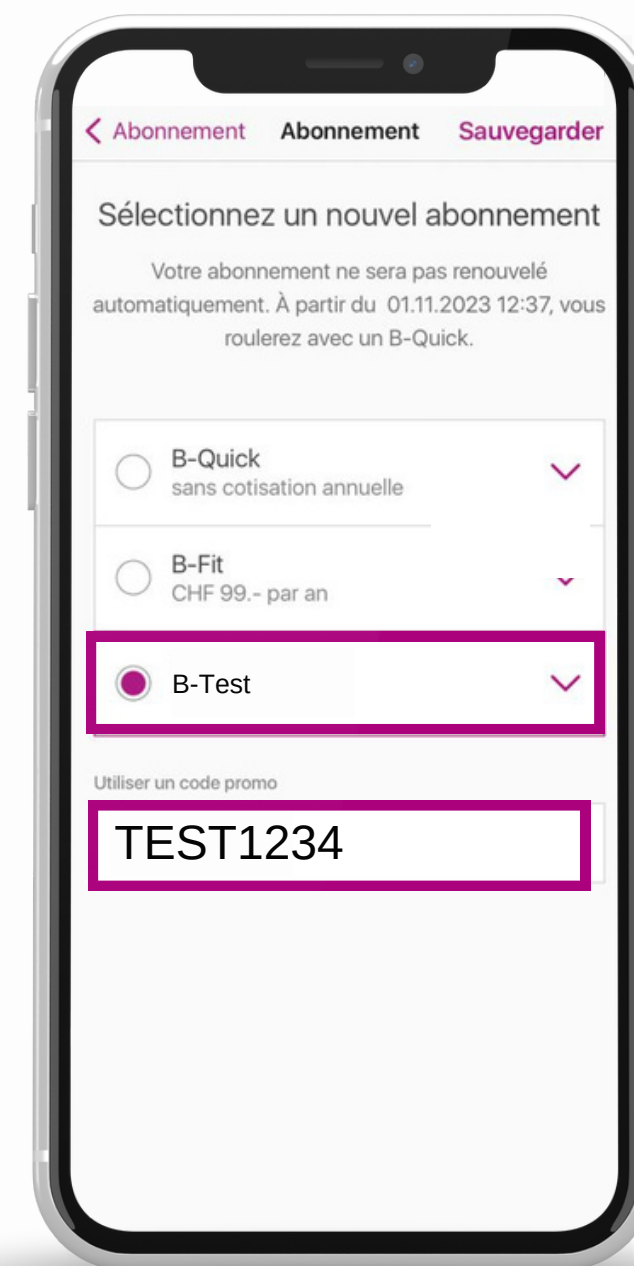 Abonnement Abonnement Sauvegarder
Sélectionnez un nouvel abonnement
Votre abonnement ne sera pas renouvelé
automatiquement. À partir du 01.11.2023 12:37, vous
roulerez avec un B-Quick.
B-Quick
sans cotisation annuelle
B-Fit
CHF 99.- par an
B-Test
Utiliser un code promo
TEST1234